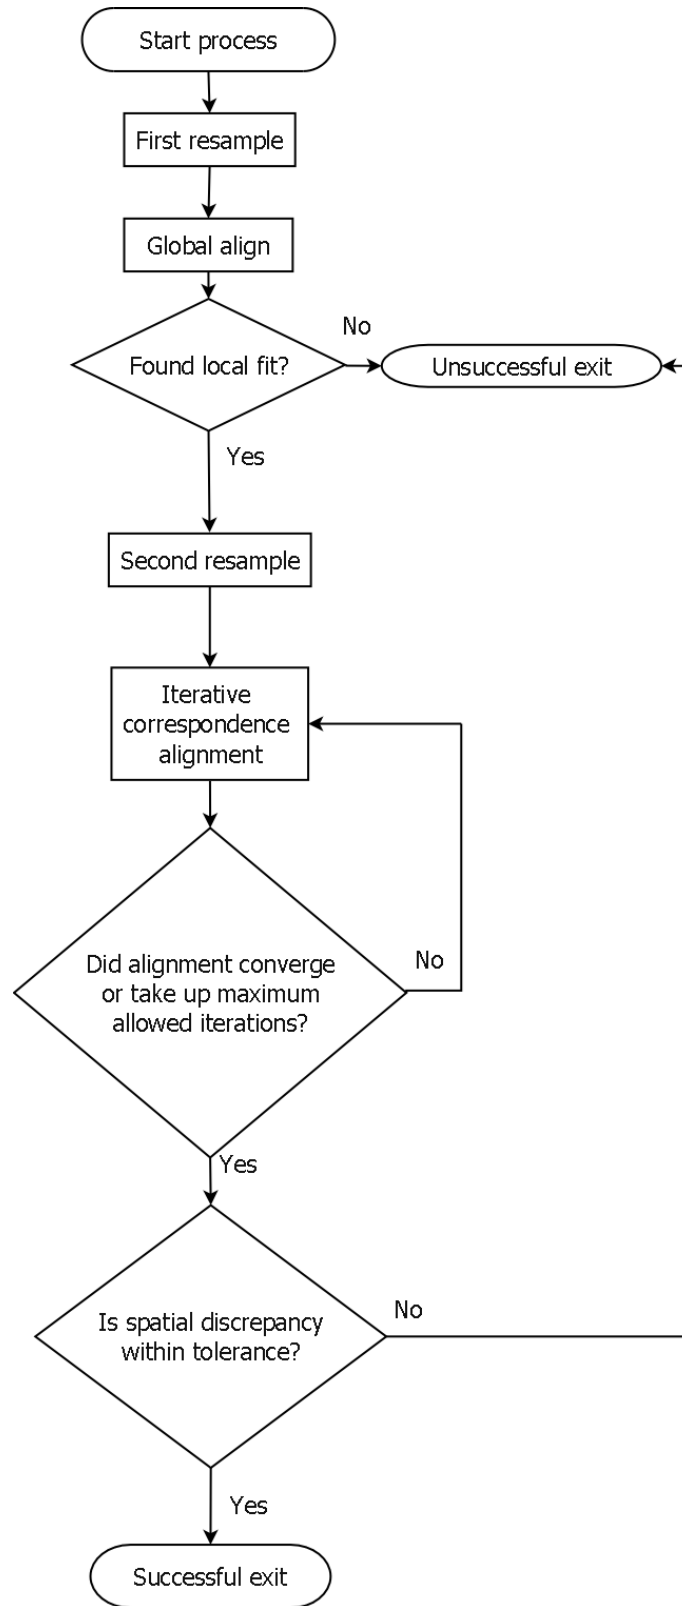 Start process
First resample
Global align
Found local fit?
No
Unsuccessful exit
Yes
Second resample
Iterative
correspondence
alignment
Did alignment converge
or take up maximum
allowed iterations?
No
Yes
Is spatial discrepancy
within tolerance?
No
Yes
Successful exit